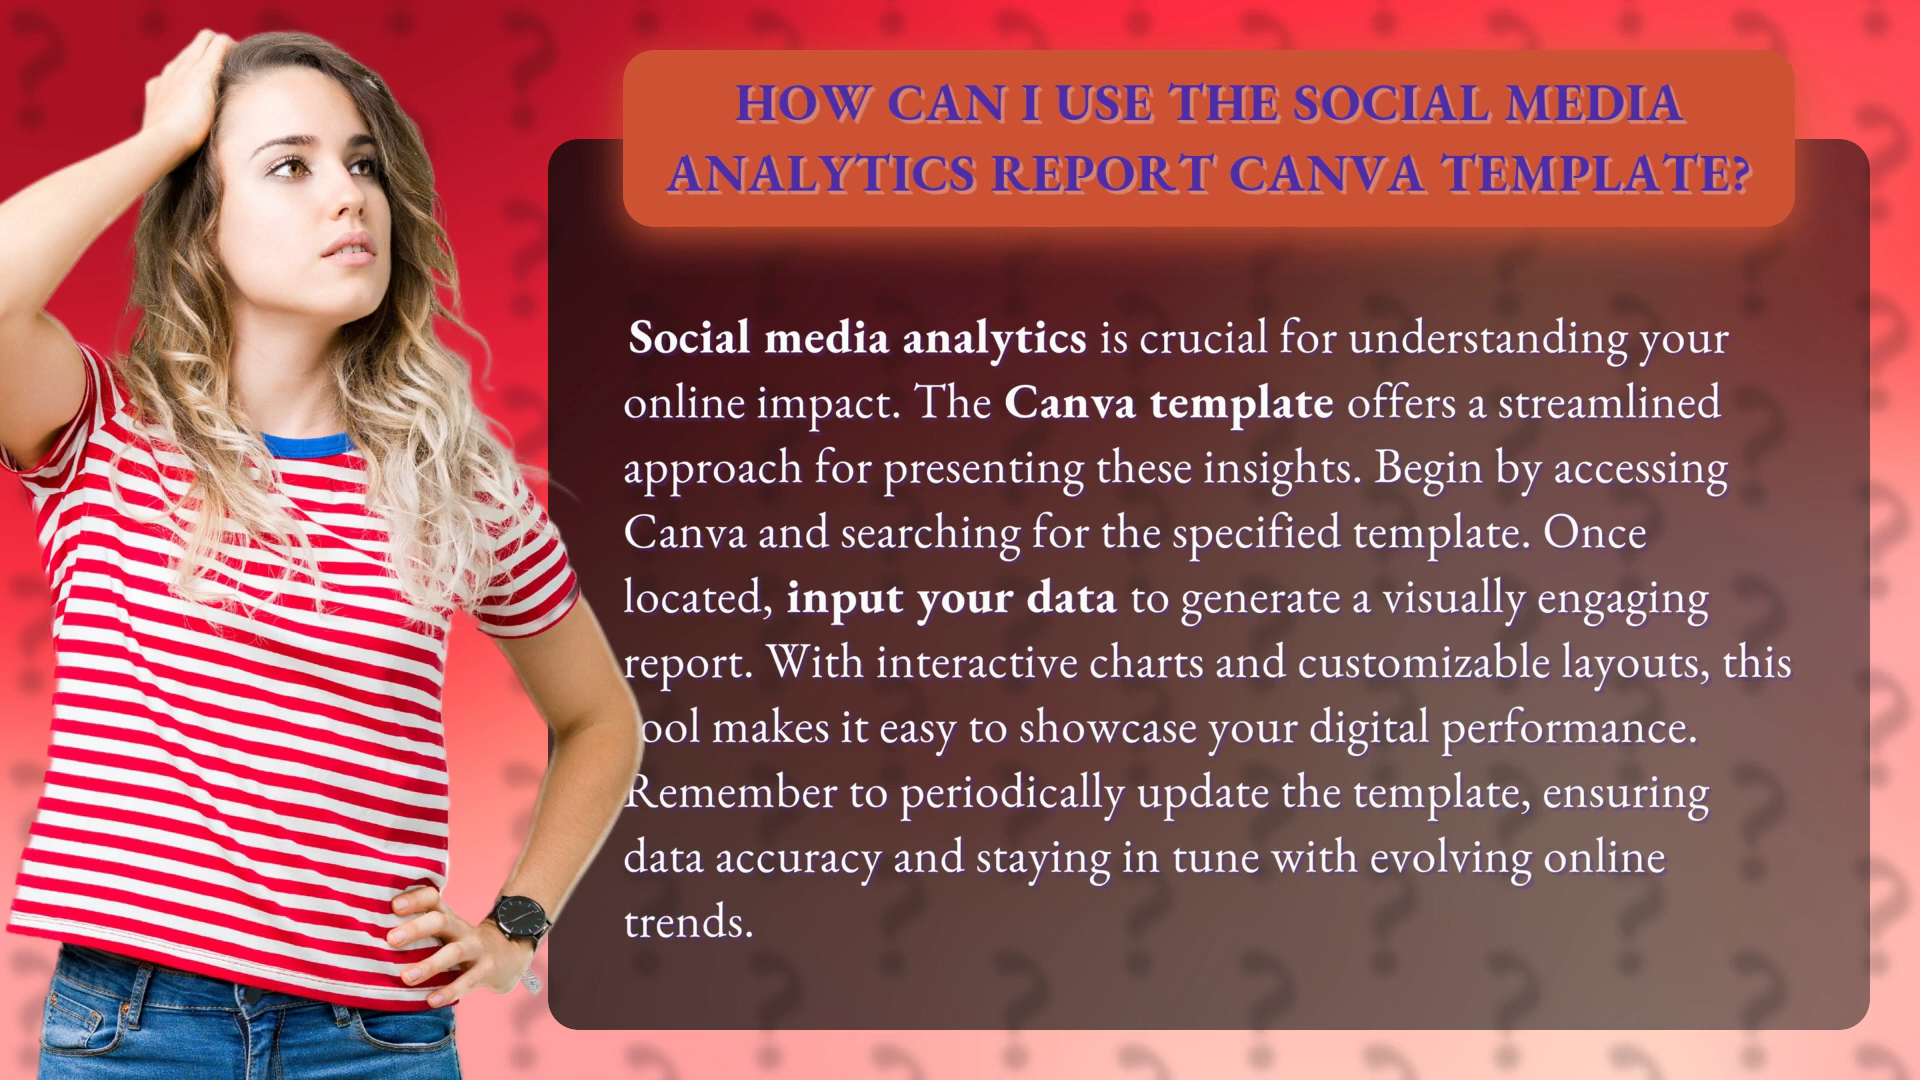 HOW CAN I USE THE SOCIAL MEDIA
ANALYTICS REPORT CANVA TEMPLATE?
Social media analytics is crucial for understanding your
online impact. The Canva template offers a streamlined
approach for presenting these insights. Begin by accessing
Canva and searching for the specified template. Once
located, input your data to generate a visually engaging
report. With interactive charts and customizable layouts, this
tool makes it easy to showcase your digital performance.
Remember to periodically update the template, ensuring
data accuracy and staying in tune with evolving online
trends.